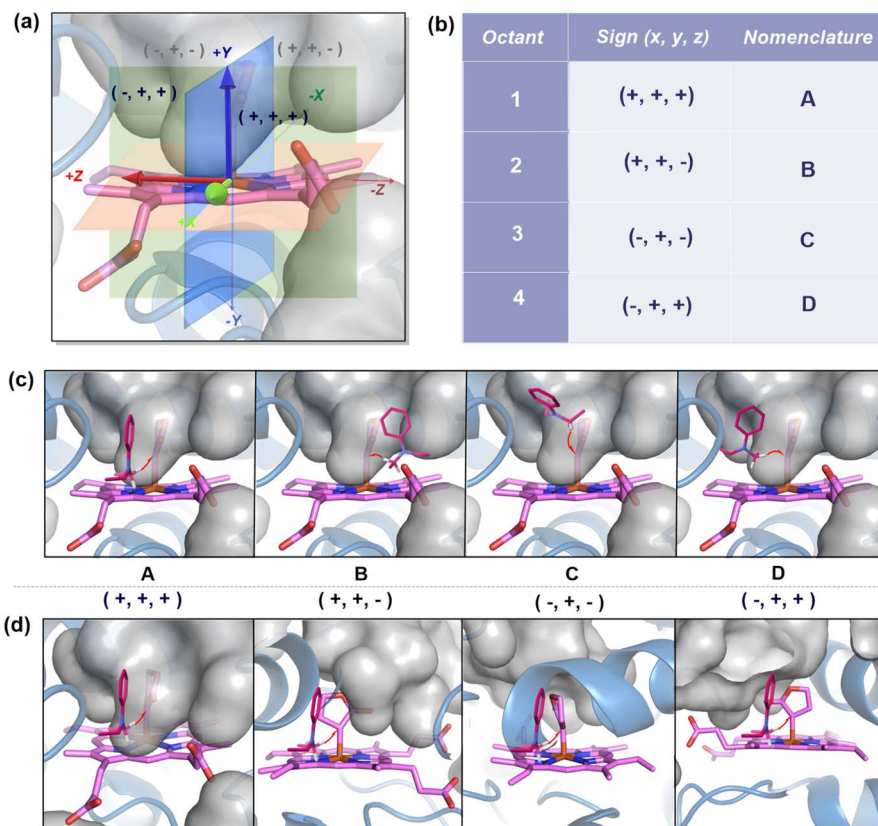 (a)
(-, +, -)
+Y
(+, +, -)
(-, +, +)
-X
(+, +, +)
+Z
-Z
+X
-Y
(b)
Octant Sign (x, y, z) Nomenclature
1 (+, +, +) A
2 (+, +, -) B
3 (-, +, -) C
4 (-, +, +) D
(c)
A B C D
(+, +, +) (+, +, -) (-, +, -) (-, +, +)
(d)